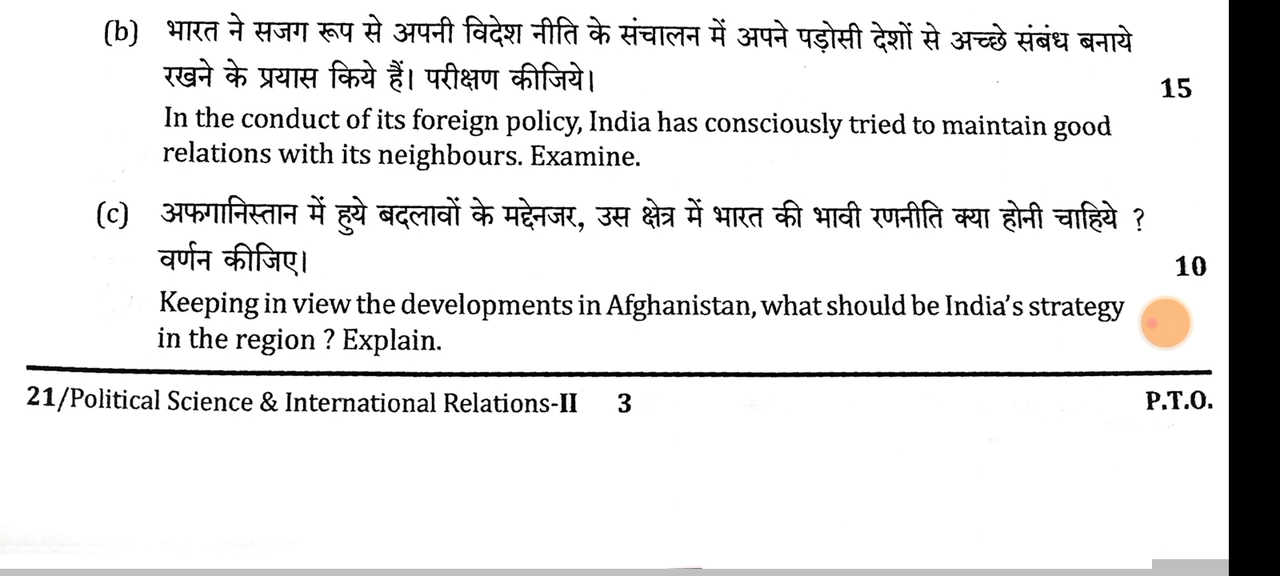 (b) भारत ने सजग रूप से अपनी विदेश नीति के संचालन में अपने पड़ोसी देशों से अच्छे संबंध बनाये
रखने के प्रयास किये हैं। परीक्षण कीजिये। 15
In the conduct of its foreign policy, India has consciously tried to maintain good
relations with its neighbours. Examine.
(c) अफगानिस्तान में हुये बदलावों के मद्देनजर, उस क्षेत्र में भारत की भावी रणनीति क्या होनी चाहिये ?
वर्णन कीजिए। 10
Keeping in view the developments in Afghanistan, what should be India's strategy
in the region ? Explain.
21/Political Science & International Relations-II 3 P.T.O.